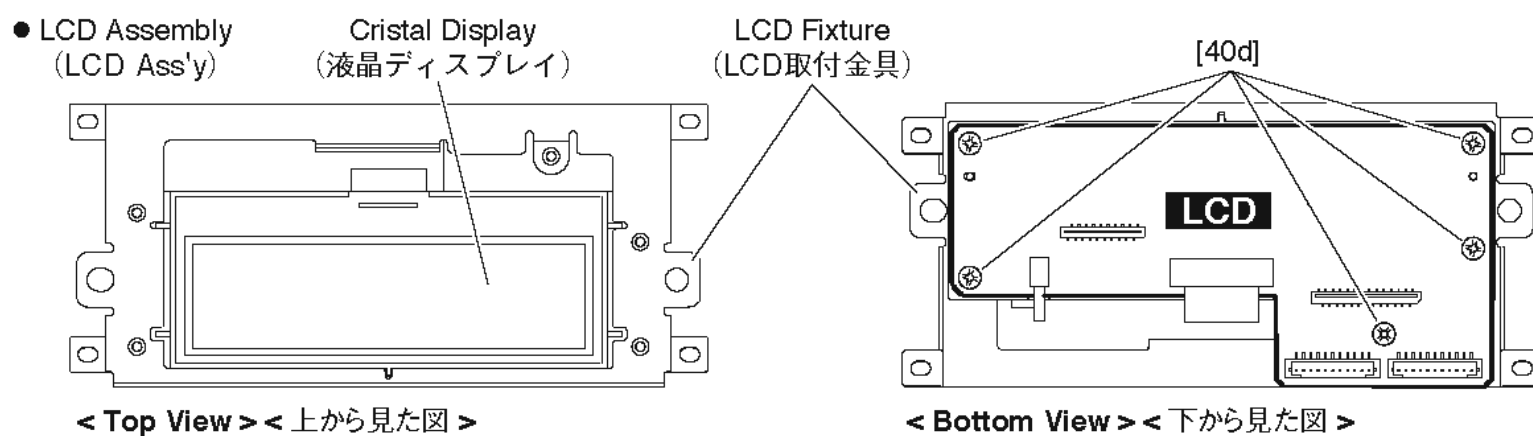 ● LCD Assembly
(LCD Ass'y)
Cristal Display
（液晶ディスプレイ）
LCD Fixture
（LCD取付金具）
[40d]
LCD
< Top View > < 上から見た図 >
< Bottom View > < 下から見た図 >